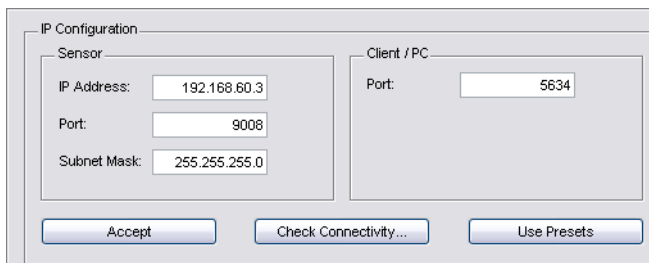 IP Configuration
Sensor
IP Address: 192.168.60.3
Port: 9008
Subnet Mask: 255.255.255.0
Client / PC
Port: 5634
Accept
Check Connectivity...
Use Presets